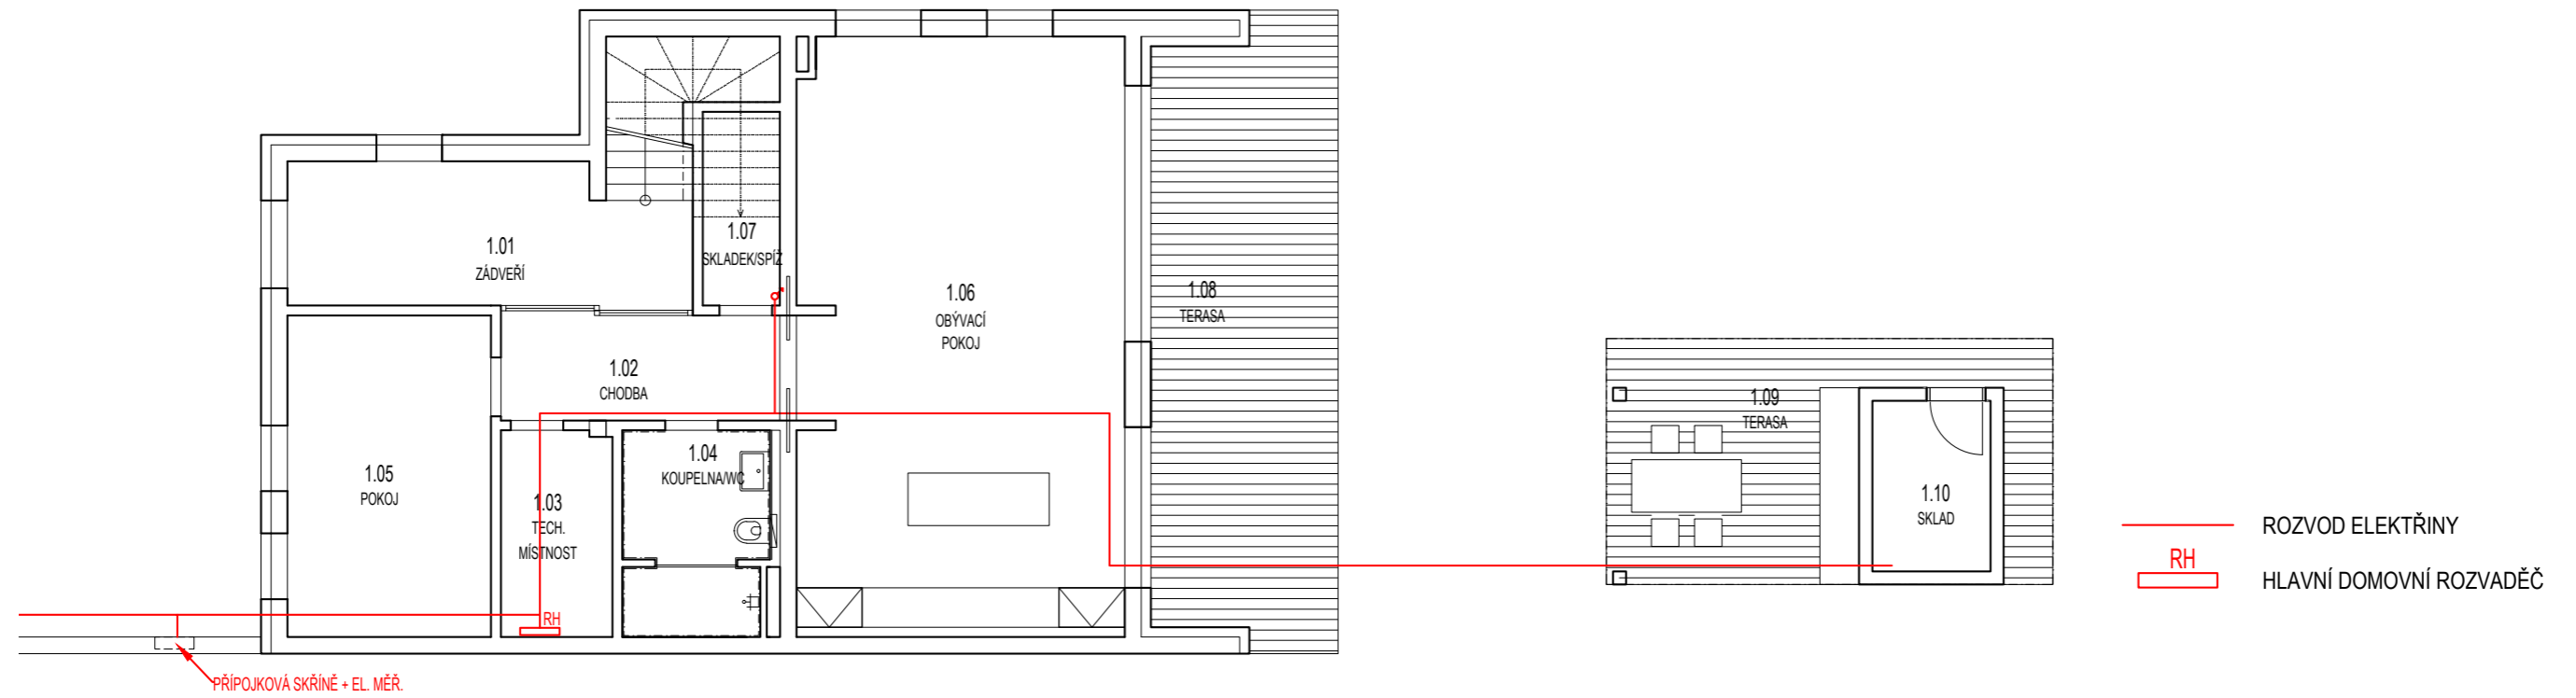 1.01
ZÁDVEŘÍ
1.07
SKLADEK/SPÍŽ
1.06
OBÝVACÍ
POKOJ
1.08
TERASA
1.02
CHODBA
1.09
TERASA
1.05
POKOJ
1.03
TECH.
MÍSTNOST
1.04
KOUPELNA/WC
1.10
SKLAD
RH
PŘÍPOJKOVÁ SKŘÍNĚ + EL. MĚŘ.
ROZVOD ELEKTŘINY
RH
HLAVNÍ DOMOVNÍ ROZVADĚČ